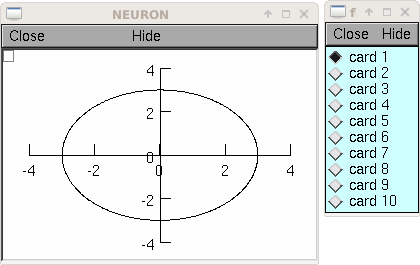 NEURON
Close Hide
4
2
-4 -2 0 0 2 4
-2
-4
f
Close Hide
card 1
card 2
card 3
card 4
card 5
card 6
card 7
card 8
card 9
card 10